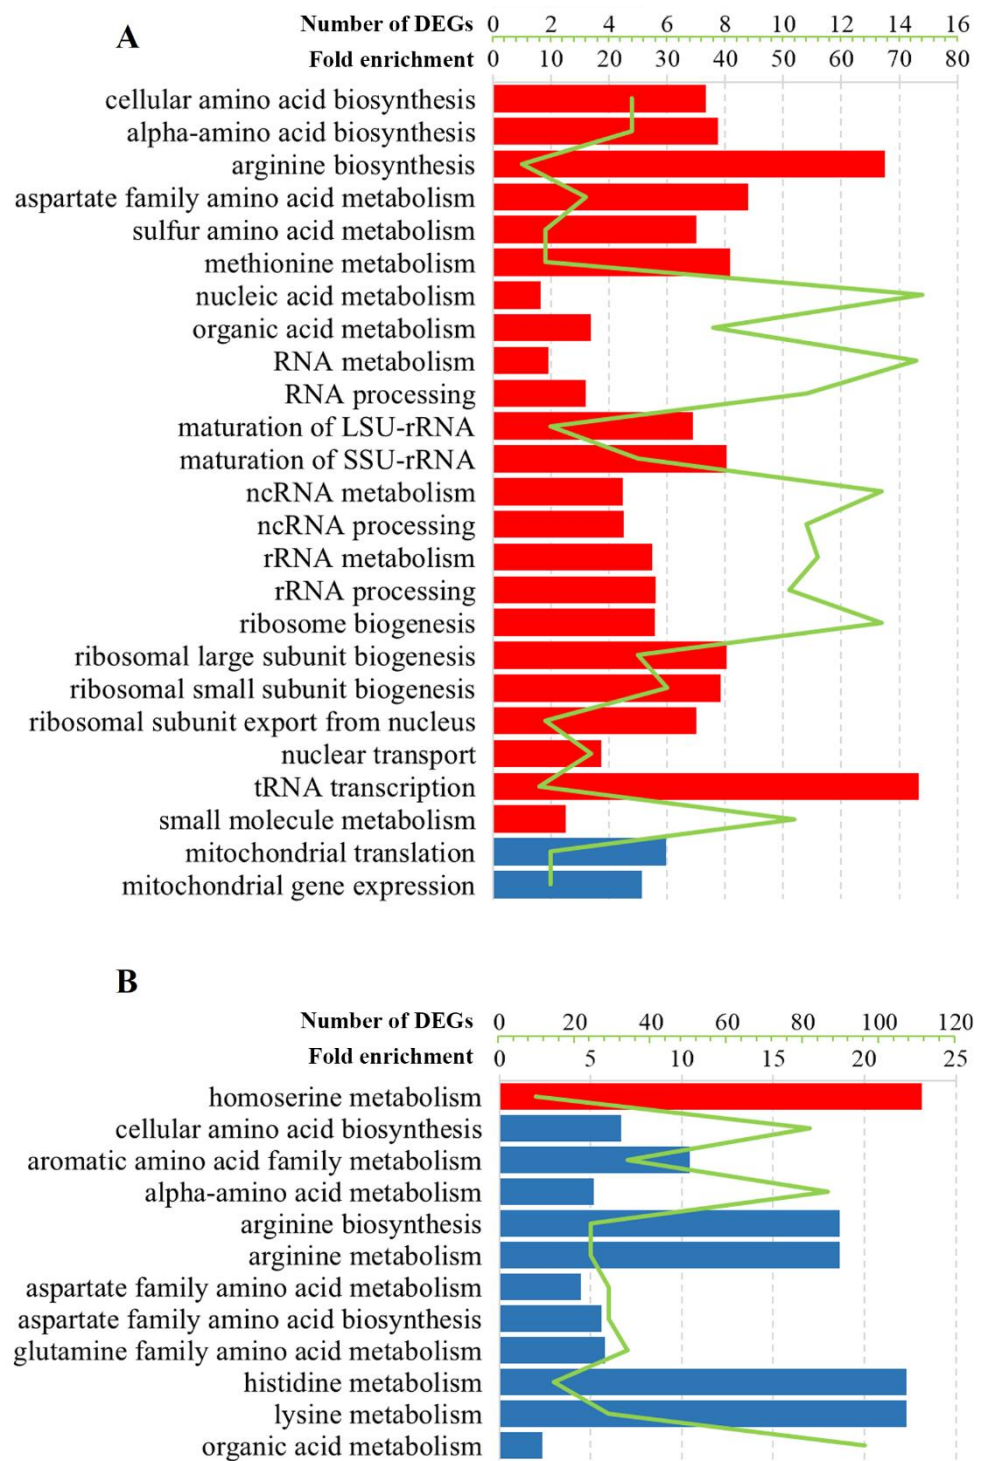 A
Number of DEGs 0 2 4 6 8 10 12 14 16
Fold enrichment 0 10 20 30 40 50 60 70 80
cellular amino acid biosynthesis
alpha-amino acid biosynthesis
arginine biosynthesis
aspartate family amino acid metabolism
sulfur amino acid metabolism
methionine metabolism
nucleic acid metabolism
organic acid metabolism
RNA metabolism
RNA processing
maturation of LSU-rRNA
maturation of SSU-rRNA
ncRNA metabolism
ncRNA processing
rRNA metabolism
rRNA processing
ribosome biogenesis
ribosomal large subunit biogenesis
ribosomal small subunit biogenesis
ribosomal subunit export from nucleus
nuclear transport
tRNA transcription
small molecule metabolism
mitochondrial translation
mitochondrial gene expression
B
Number of DEGs 0 20 40 60 80 100 120
Fold enrichment 0 5 10 15 20 25
homoserine metabolism
cellular amino acid biosynthesis
aromatic amino acid family metabolism
alpha-amino acid metabolism
arginine biosynthesis
arginine metabolism
aspartate family amino acid metabolism
aspartate family amino acid biosynthesis
glutamine family amino acid metabolism
histidine metabolism
lysine metabolism
organic acid metabolism